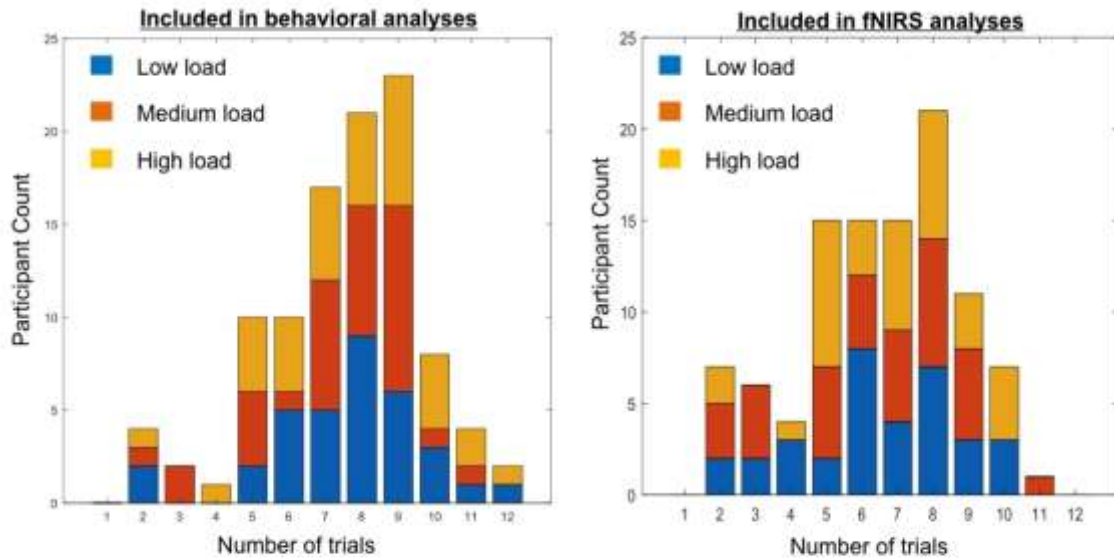 Included in behavioral analyses
25
20
15
10
5
0
Low load
Medium load
High load
Participant Count
1 2 3 4 5 6 7 8 9 10 11 12
Number of trials
Included in fNIRS analyses
25
20
15
10
5
0
Low load
Medium load
High load
Participant Count
1 2 3 4 5 6 7 8 9 10 11 12
Number of trials